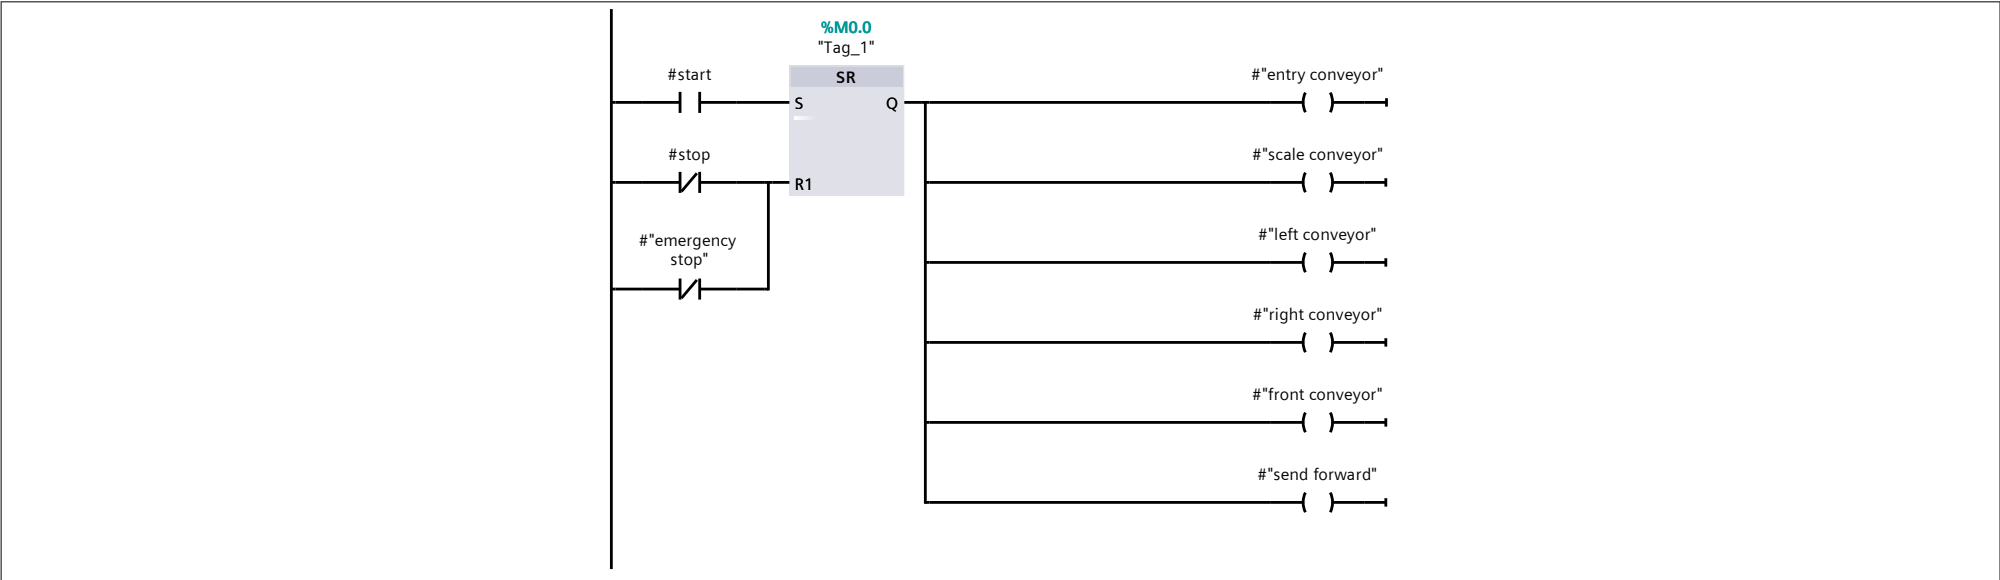 %M0.0
"Tag_1"
#start
SR
#"entry conveyor"
S
Q
#stop
#"scale conveyor"
R1
#"emergency
stop"
#"left conveyor"
#"right conveyor"
#"front conveyor"
#"send forward"